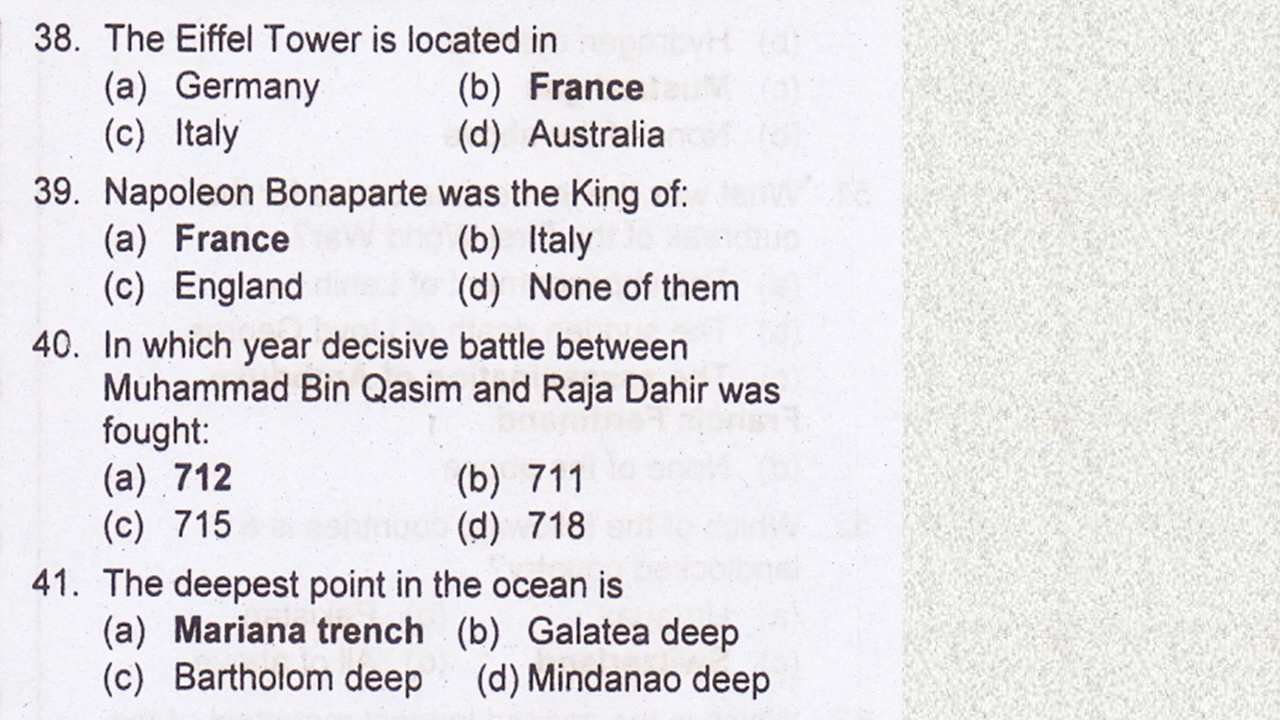 38. The Eiffel Tower is located in
(a) Germany (b) France
(c) Italy (d) Australia
39. Napoleon Bonaparte was the King of:
(a) France (b) Italy
(c) England (d) None of them
40. In which year decisive battle between
Muhammad Bin Qasim and Raja Dahir was
fought:
(a) 712 (b) 711
(c) 715 (d) 718
41. The deepest point in the ocean is
(a) Mariana trench (b) Galatea deep
(c) Bartholom deep (d) Mindanao deep